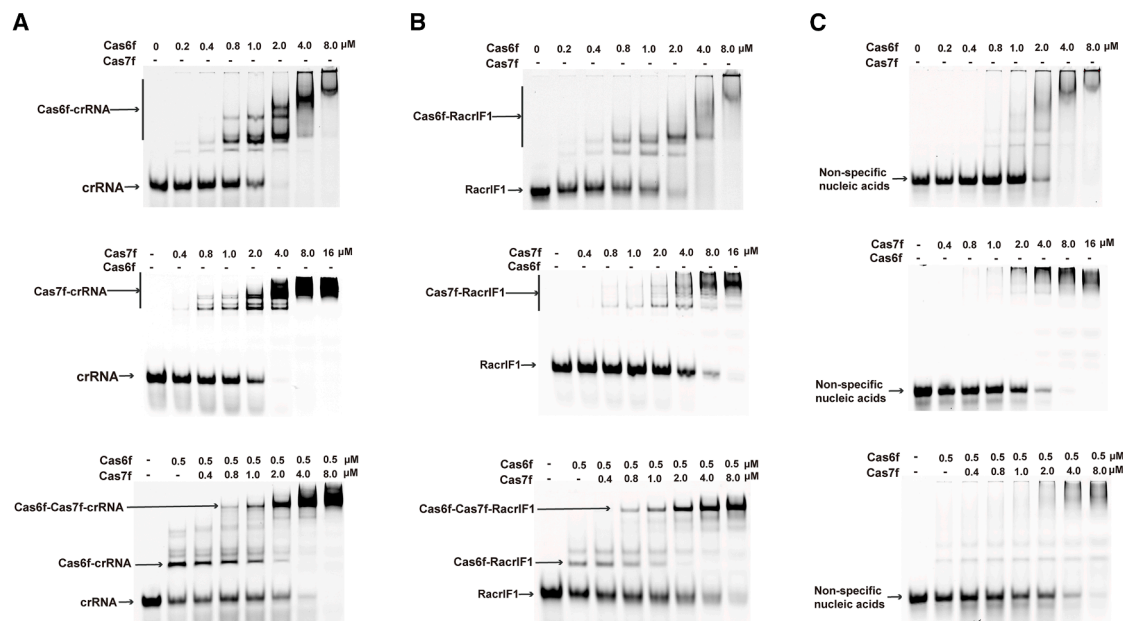 A
Cas6f 0 0.2 0.4 0.8 1.0 2.0 4.0 8.0 µM
Cas7f - - - - - - - -
Cas6f-crRNA
crRNA
Cas7f - 0.4 0.8 1.0 2.0 4.0 8.0 16 µM
Cas6f - - - - - - - -
Cas7f-crRNA
crRNA
Cas6f - 0.5 0.5 0.5 0.5 0.5 0.5 0.5 µM
Cas7f - - 0.4 0.8 1.0 2.0 4.0 8.0 µM
Cas6f-Cas7f-crRNA
Cas6f-crRNA
crRNA
B
Cas6f 0 0.2 0.4 0.8 1.0 2.0 4.0 8.0 µM
Cas7f - - - - - - - -
Cas6f-RacrIF1
RacrIF1
Cas7f - 0.4 0.8 1.0 2.0 4.0 8.0 16 µM
Cas6f - - - - - - - -
Cas7f-RacrIF1
RacrIF1
Cas6f - 0.5 0.5 0.5 0.5 0.5 0.5 0.5 µM
Cas7f - - 0.4 0.8 1.0 2.0 4.0 8.0 µM
Cas6f-Cas7f-RacrIF1
Cas6f-RacrIF1
RacrIF1
C
Cas6f 0 0.2 0.4 0.8 1.0 2.0 4.0 8.0 µM
Cas7f - - - - - - - -
Non-specific
nucleic acids
Cas7f - 0.4 0.8 1.0 2.0 4.0 8.0 16 µM
Cas6f - - - - - - - -
Non-specific
nucleic acids
Cas6f - 0.5 0.5 0.5 0.5 0.5 0.5 0.5 µM
Cas7f - - 0.4 0.8 1.0 2.0 4.0 8.0 µM
Non-specific
nucleic acids